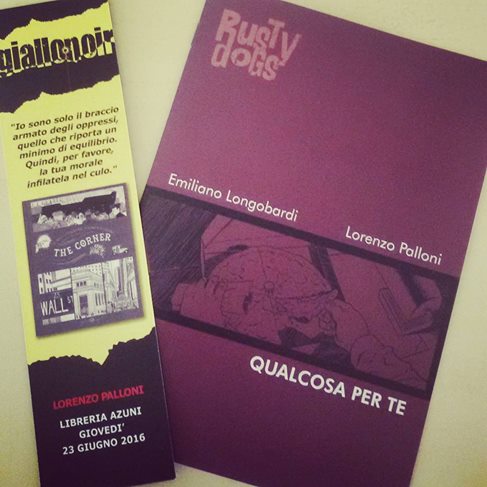 giallonoir
"Io sono solo il braccio
armato degli oppressi,
quello che riporta un
minimo di equilibrio.
Quindi, per favore,
la tua morale
infilatela nel culo."
THE CORNER
WALL ST
LORENZO PALLONI
LIBRERIA AZUNI
GIOVEDI'
23 GIUGNO 2016
RUSTY
dOGS
Emiliano Longobardi
Lorenzo Palloni
QUALCOSA PER TE